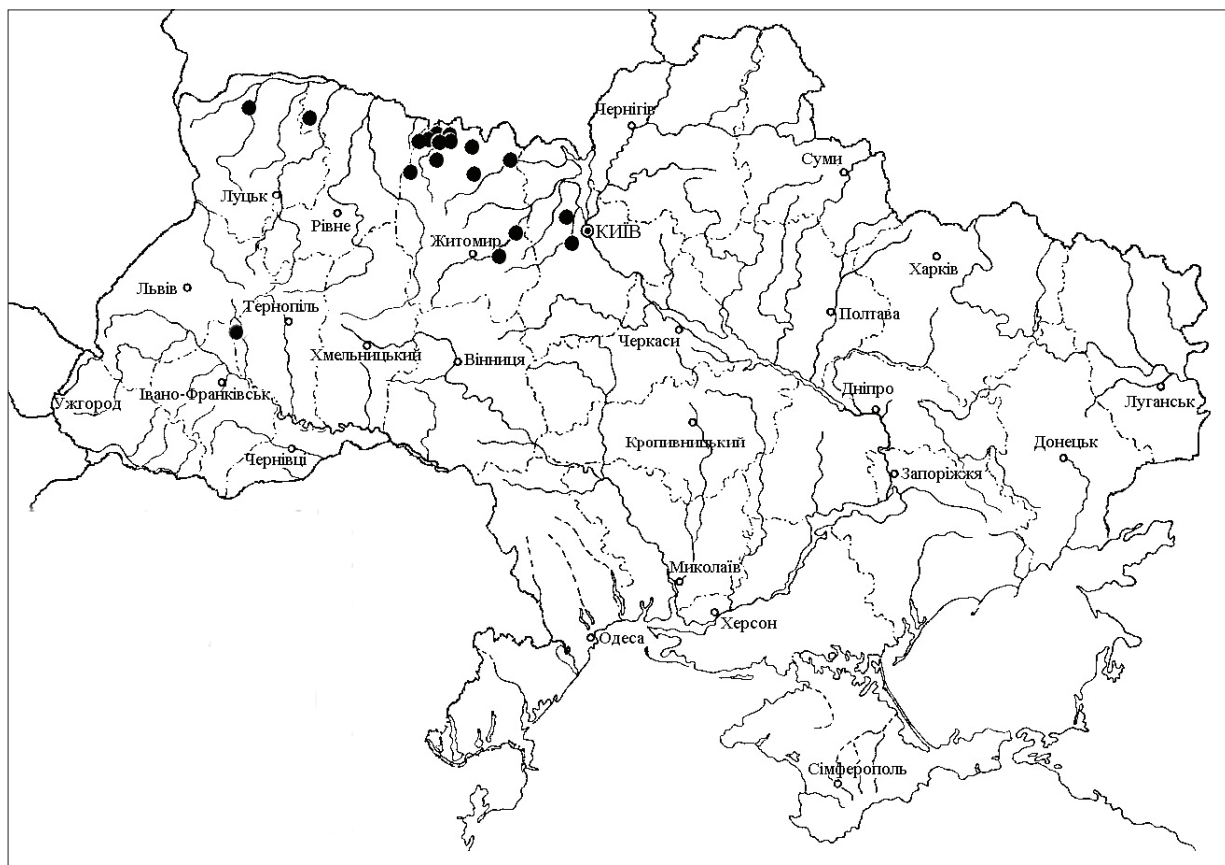 Чернігів
Суми
Луцьк
Рівне
КИЇВ
Житомир
Харків
Львів
Тернопіль
Полтава
Хмельницький
Вінниця
Черкаси
Ужгород
Івано-Франківськ
Дніпро
Луганськ
Кропивницький
Донецьк
Чернівці
Запоріжжя
Миколаїв
Херсон
Одеса
Сімферополь